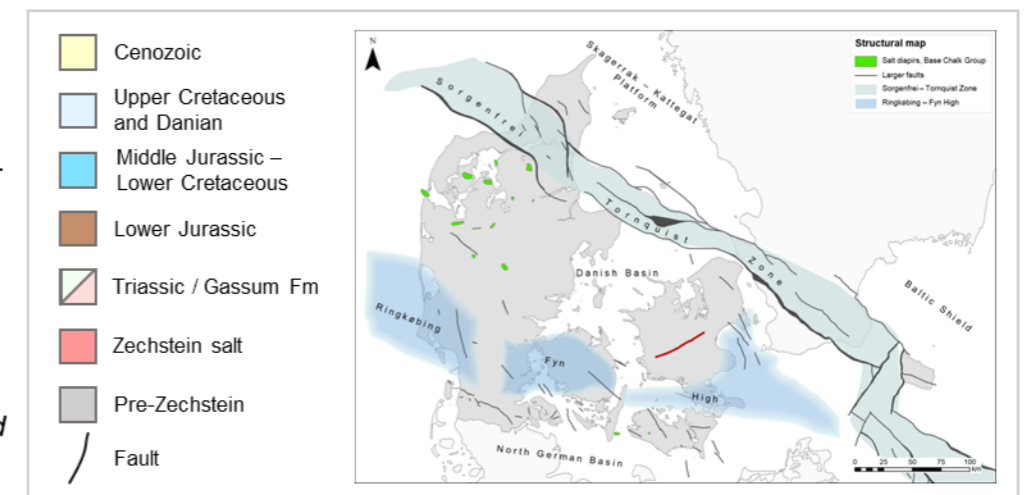 Cenozoic
Upper Cretaceous
and Danian
Middle Jurassic –
Lower Cretaceous
Lower Jurassic
Triassic / Gassum Fm
Zechstein salt
Pre-Zechstein
Fault
d
N
Skagerrak – Kattegat
Platform
Structural map
Salt diapirs, Base Chalk Group
Larger faults
Sorgenfrei – Tornquist Zone
Ringkøbing – Fyn High
Sorgenfrei
Tornquist
Zone
Danish Basin
Baltic Shield
Ringkøbing
Fyn
High
North German Basin
0 25 50 75 100
km